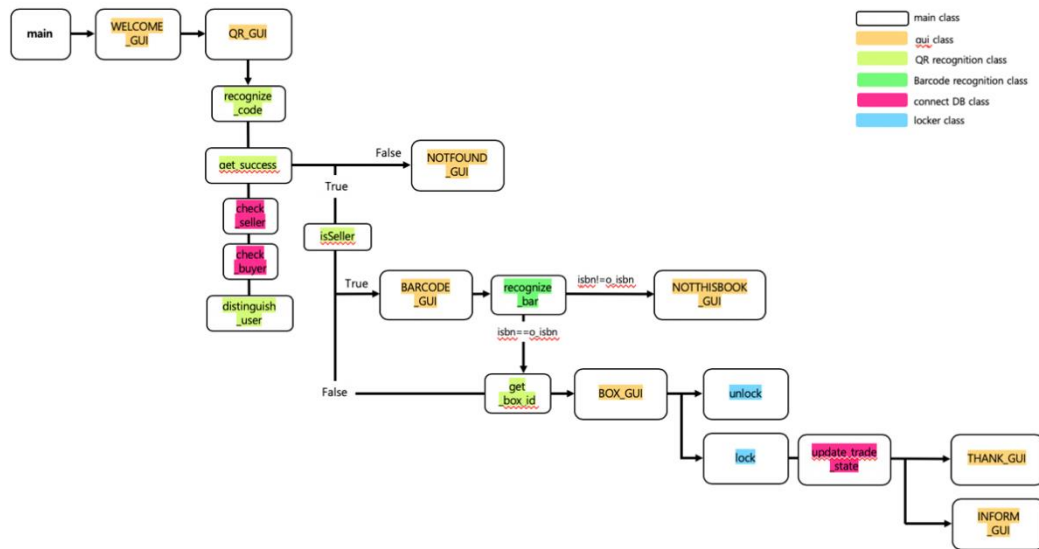 main
WELCOME
_GUI
QR_GUI
main class
gui class
QR recognition class
Barcode recognition class
connect DB class
locker class
recognize
_code
get_success
False
NOTFOUND
_GUI
True
check
_seller
isSeller
check
_buyer
distinguish
_user
True
BARCODE
_GUI
recognize
_bar
isbn!=o_isbn
NOTTHISBOOK
_GUI
isbn==o_isbn
False
get
_box_id
BOX_GUI
unlock
lock
update_trade
_state
THANK_GUI
INFORM
_GUI